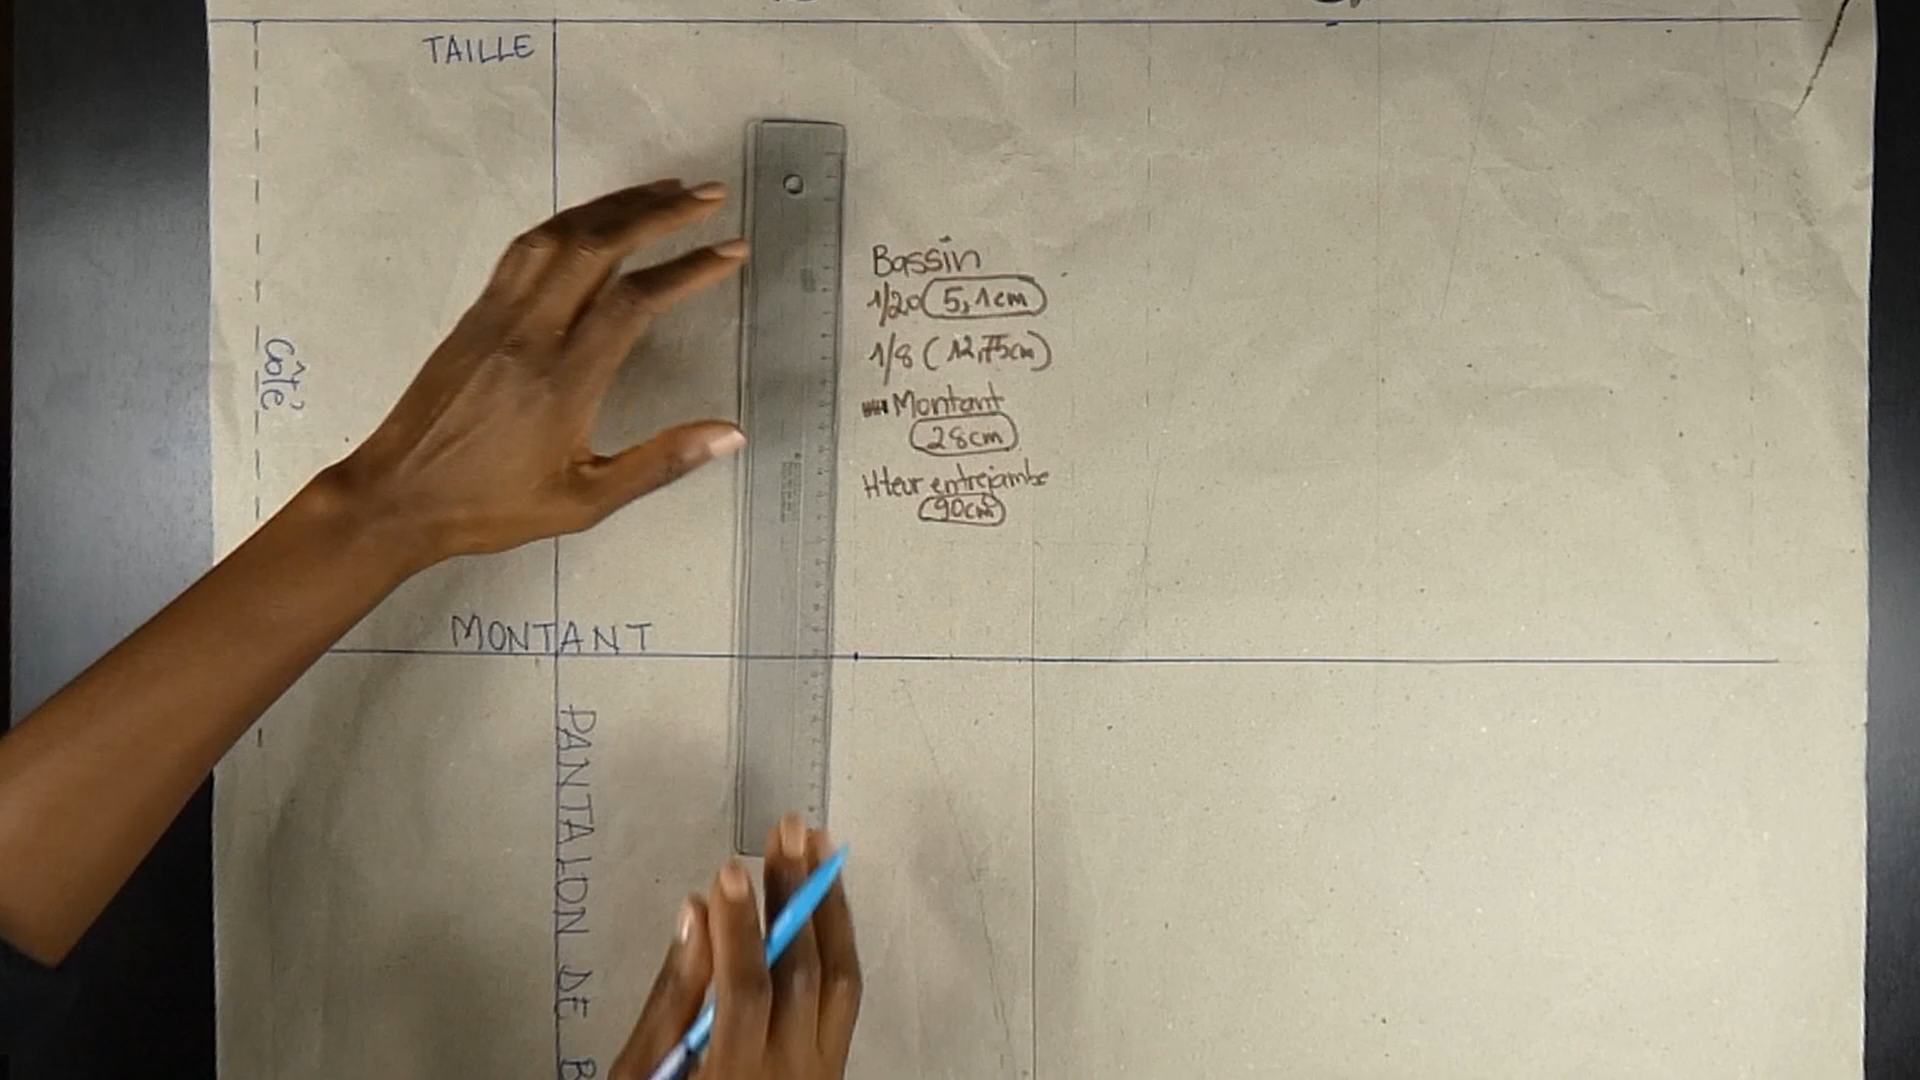 TAILLE
Bassin
1/20 5,1cm
1/8 (12,75cm)
Côté
Montant
28cm
Hteur entrejambe
90cm
MONTANT
PANTALON DE B